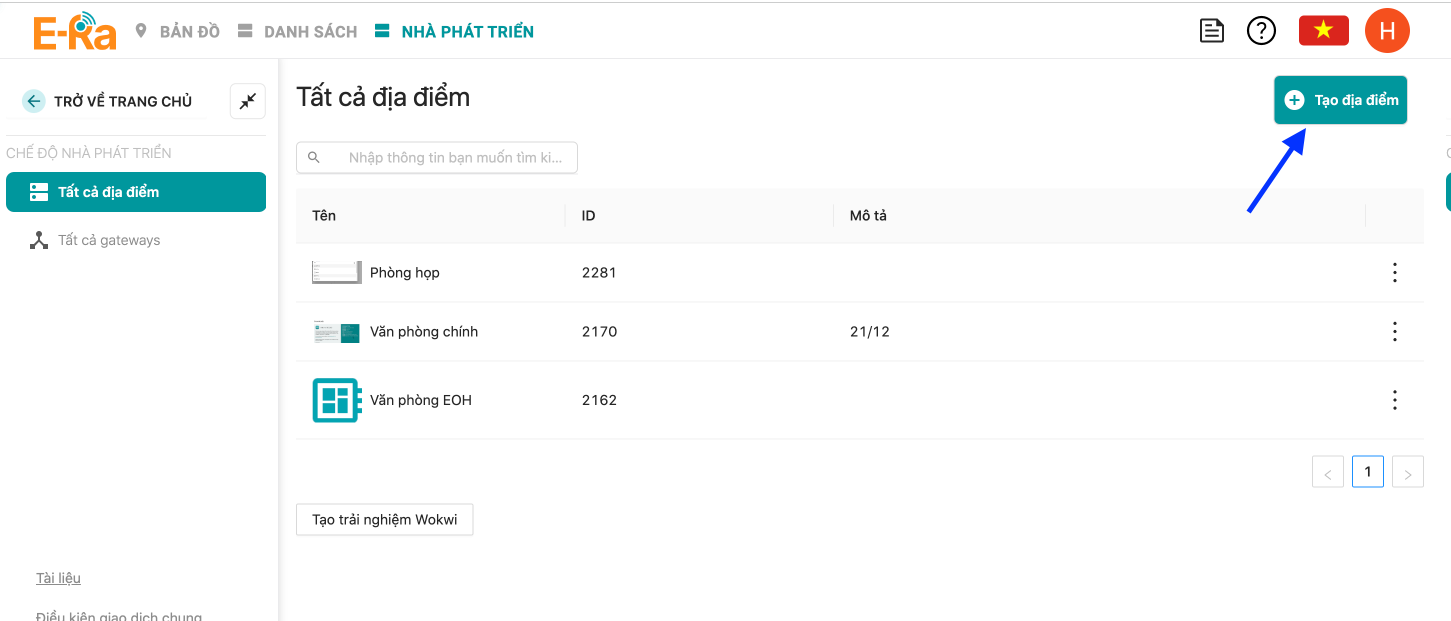 E-Ra BẢN ĐỒ DANH SÁCH NHÀ PHÁT TRIỂN H
TRỞ VỀ TRANG CHỦ
CHẾ ĐỘ NHÀ PHÁT TRIỂN
Tất cả địa điểm
Tất cả gateways
Tài liệu
Điều kiện giao dịch chung
Tất cả địa điểm
Tạo địa điểm
Nhập thông tin bạn muốn tìm ki...
Tên ID Mô tả
Phòng họp 2281
Văn phòng chính 2170 21/12
Văn phòng EOH 2162
< 1 >
Tạo trải nghiệm Wokwi